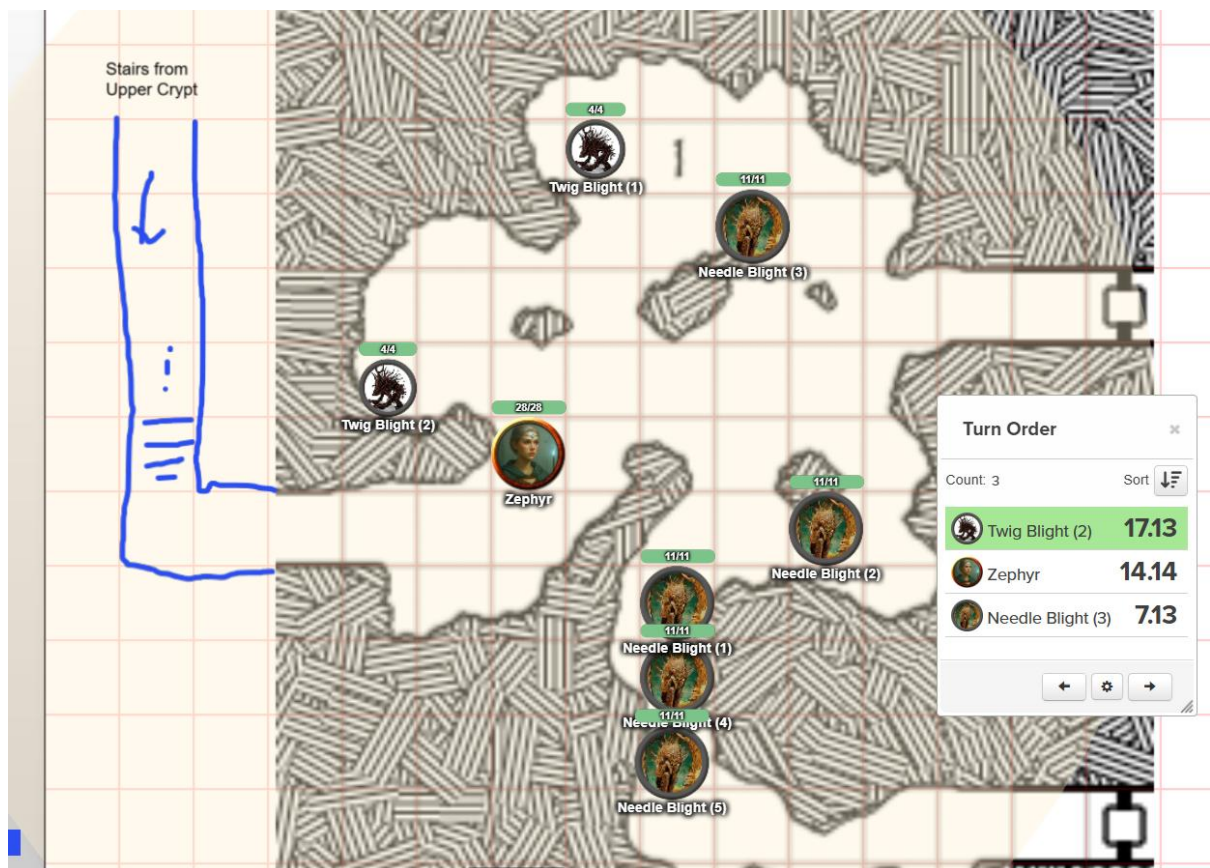 Stairs from
Upper Crypt
4/4
Twig Blight (1)
1
11/11
Needle Blight (3)
4/4
Twig Blight (2)
28/28
Zephyr
11/11
Needle Blight (2)
11/11
Needle Blight (1)
11/11
Needle Blight (4)
11/11
Needle Blight (5)
Turn Order
×
Count: 3
Sort
Twig Blight (2) 17.13
Zephyr 14.14
Needle Blight (3) 7.13